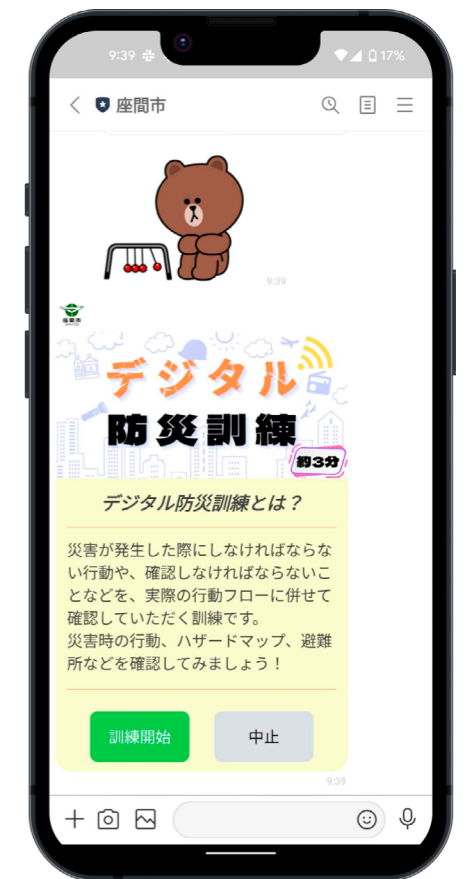 9:39
17%
座間市
9:39
座間市
デジタル
防災訓練
約3分
デジタル防災訓練とは？
災害が発生した際にしなければならな
い行動や、確認しなければならないこ
となどを、実際の行動フローに併せて
確認していただく訓練です。
災害時の行動、ハザードマップ、避難
所などを確認してみましょう！
訓練開始
中止
9:39